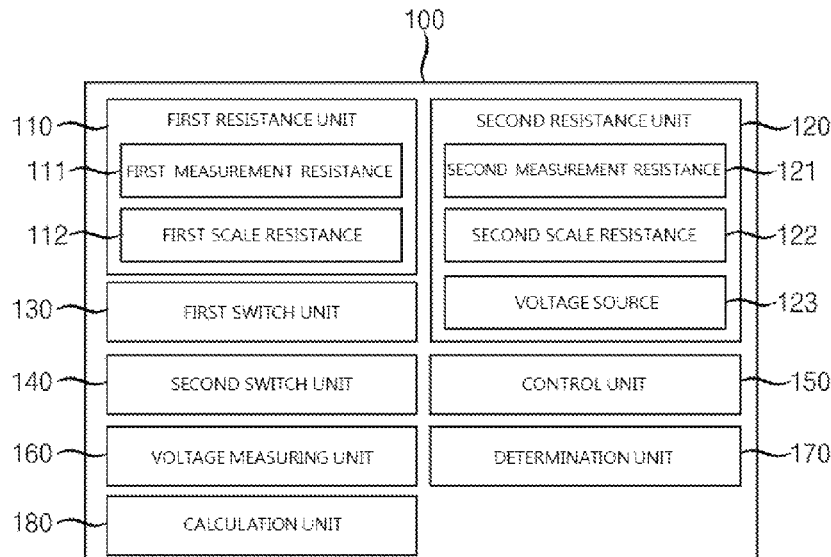 100
110
FIRST RESISTANCE UNIT
111
FIRST MEASUREMENT RESISTANCE
112
FIRST SCALE RESISTANCE
SECOND RESISTANCE UNIT
120
SECOND MEASUREMENT RESISTANCE
121
SECOND SCALE RESISTANCE
122
VOLTAGE SOURCE
123
130
FIRST SWITCH UNIT
140
SECOND SWITCH UNIT
CONTROL UNIT
150
160
VOLTAGE MEASURING UNIT
DETERMINATION UNIT
170
180
CALCULATION UNIT